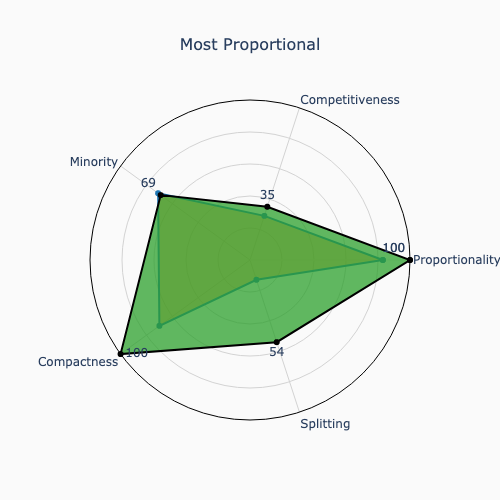 Most Proportional
Competitiveness
Minority
69
35
100
Proportionality
100
Compactness
54
Splitting